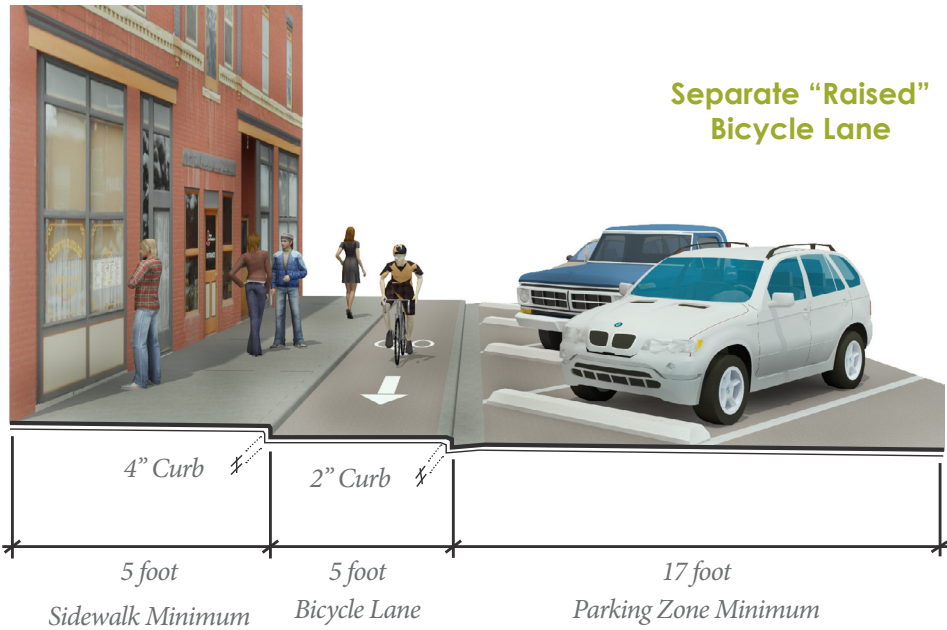 Separate “Raised”
Bicycle Lane
4” Curb
2” Curb
5 foot
Sidewalk Minimum
5 foot
Bicycle Lane
17 foot
Parking Zone Minimum